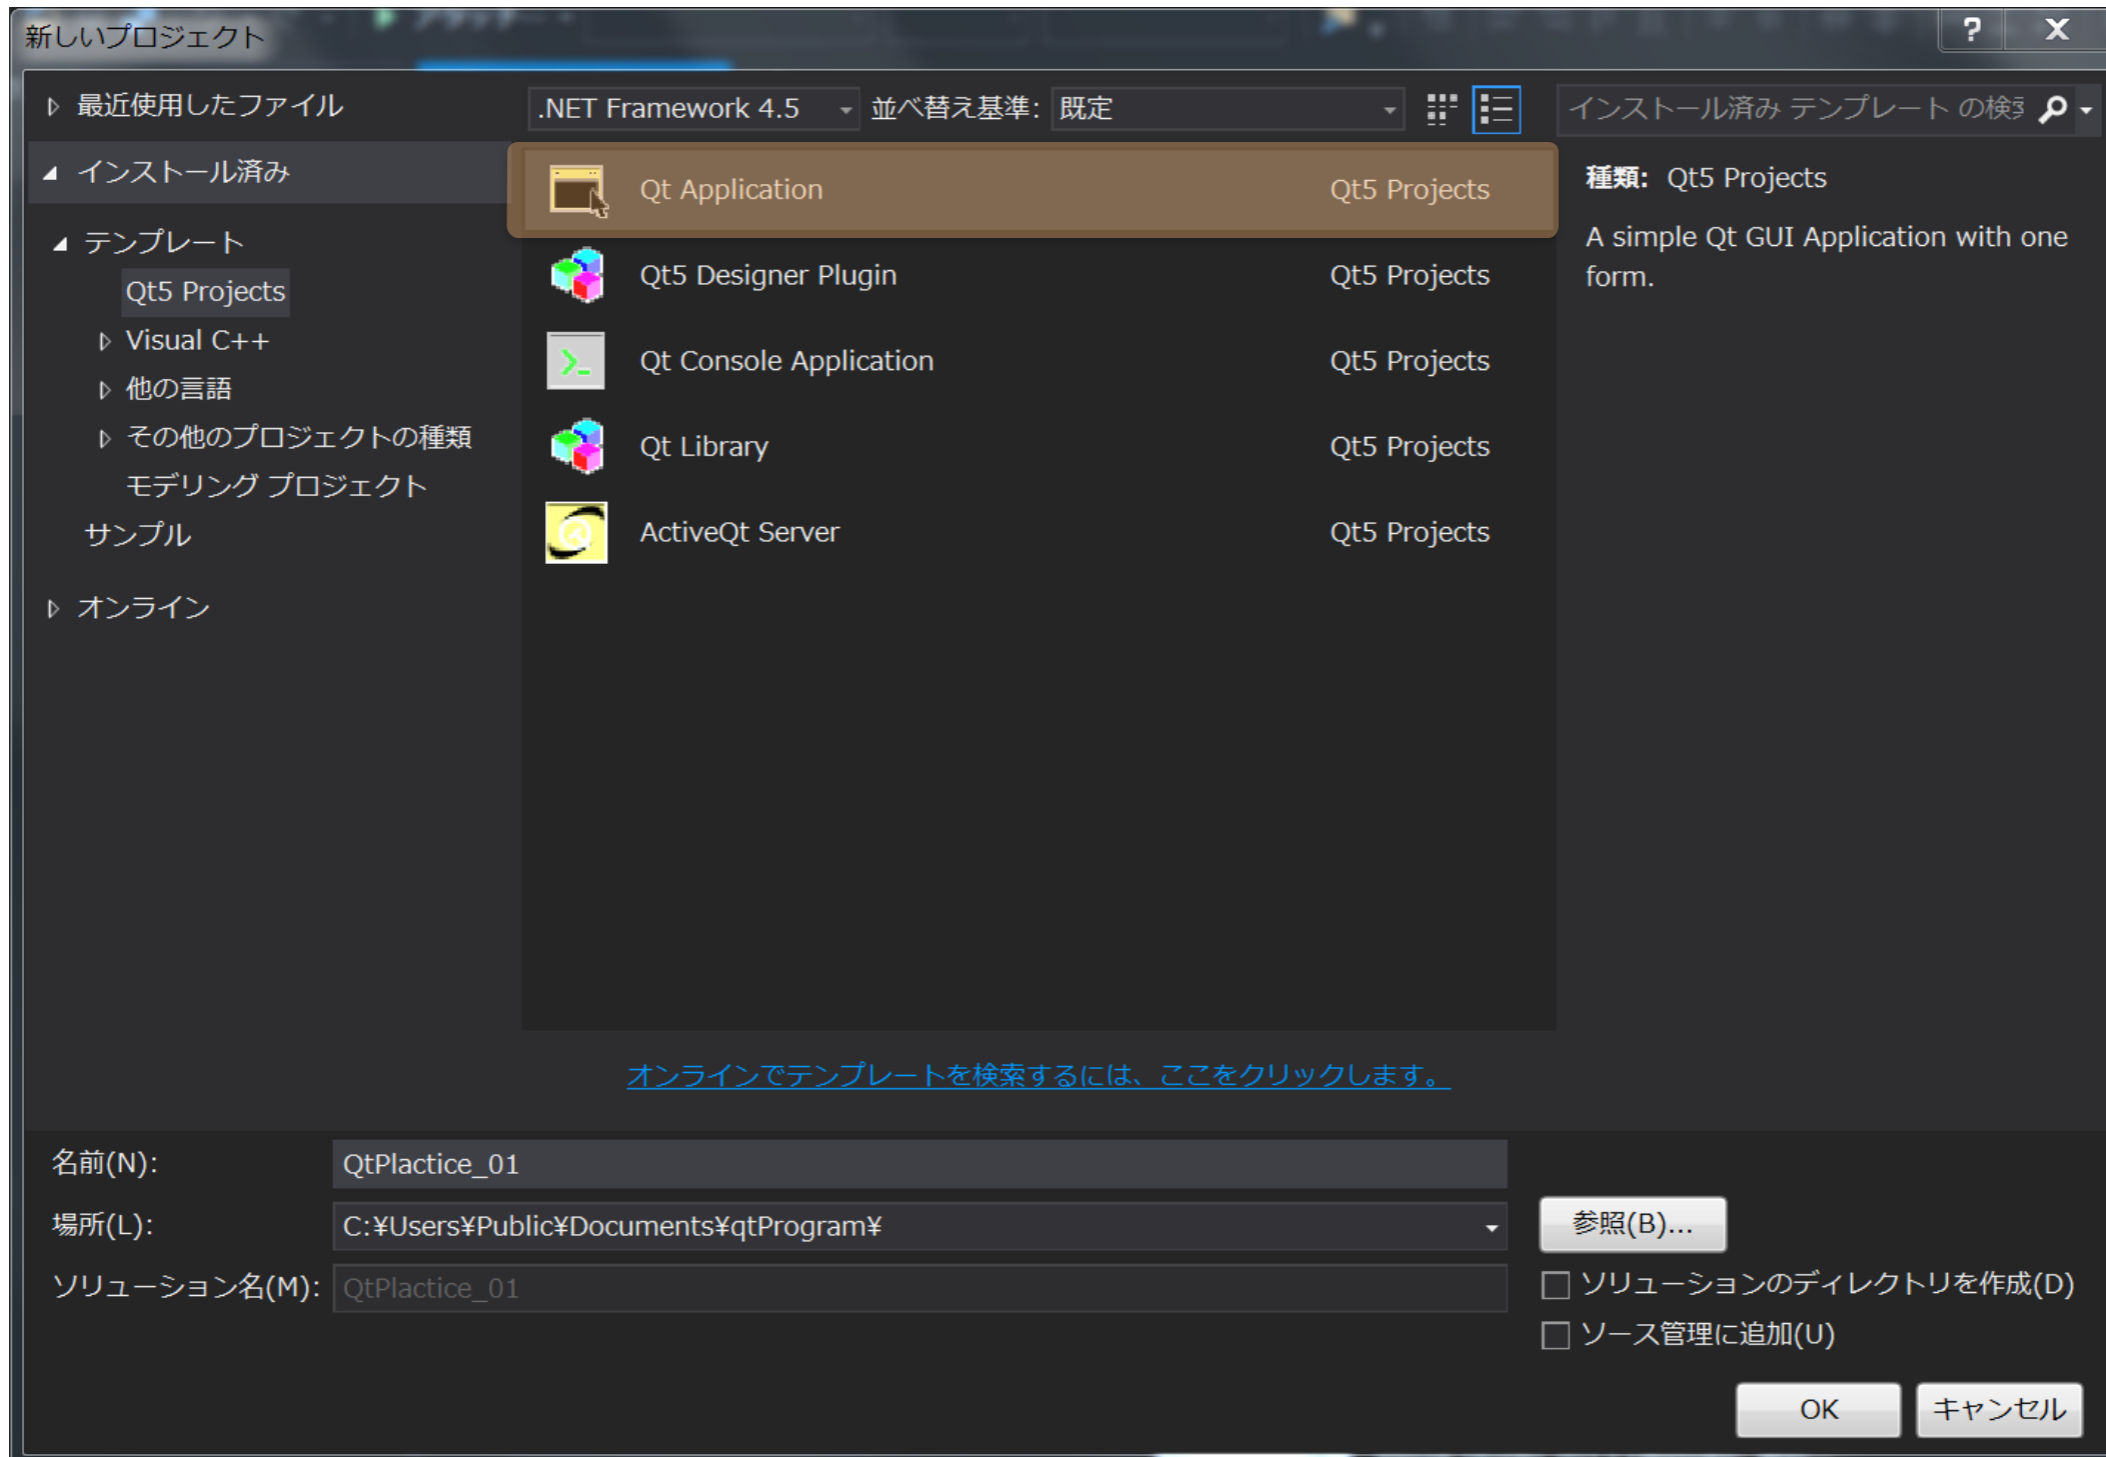 新しいプロジェクト
最近使用したファイル
.NET Framework 4.5 並べ替え基準: 既定
インストール済み テンプレート の検
インストール済み
テンプレート
Qt5 Projects
Visual C++
他の言語
その他のプロジェクトの種類
モデリング プロジェクト
サンプル
オンライン
Qt Application Qt5 Projects
Qt5 Designer Plugin Qt5 Projects
Qt Console Application Qt5 Projects
Qt Library Qt5 Projects
ActiveQt Server Qt5 Projects
種類: Qt5 Projects
A simple Qt GUI Application with one
form.
オンラインでテンプレートを検索するには、ここをクリックします。
名前(N): QtPlactice_01
場所(L): C:¥Users¥Public¥Documents¥qtProgram¥ 参照(B)...
ソリューション名(M): QtPlactice_01
ソリューションのディレクトリを作成(D)
ソース管理に追加(U)
OK キャンセル